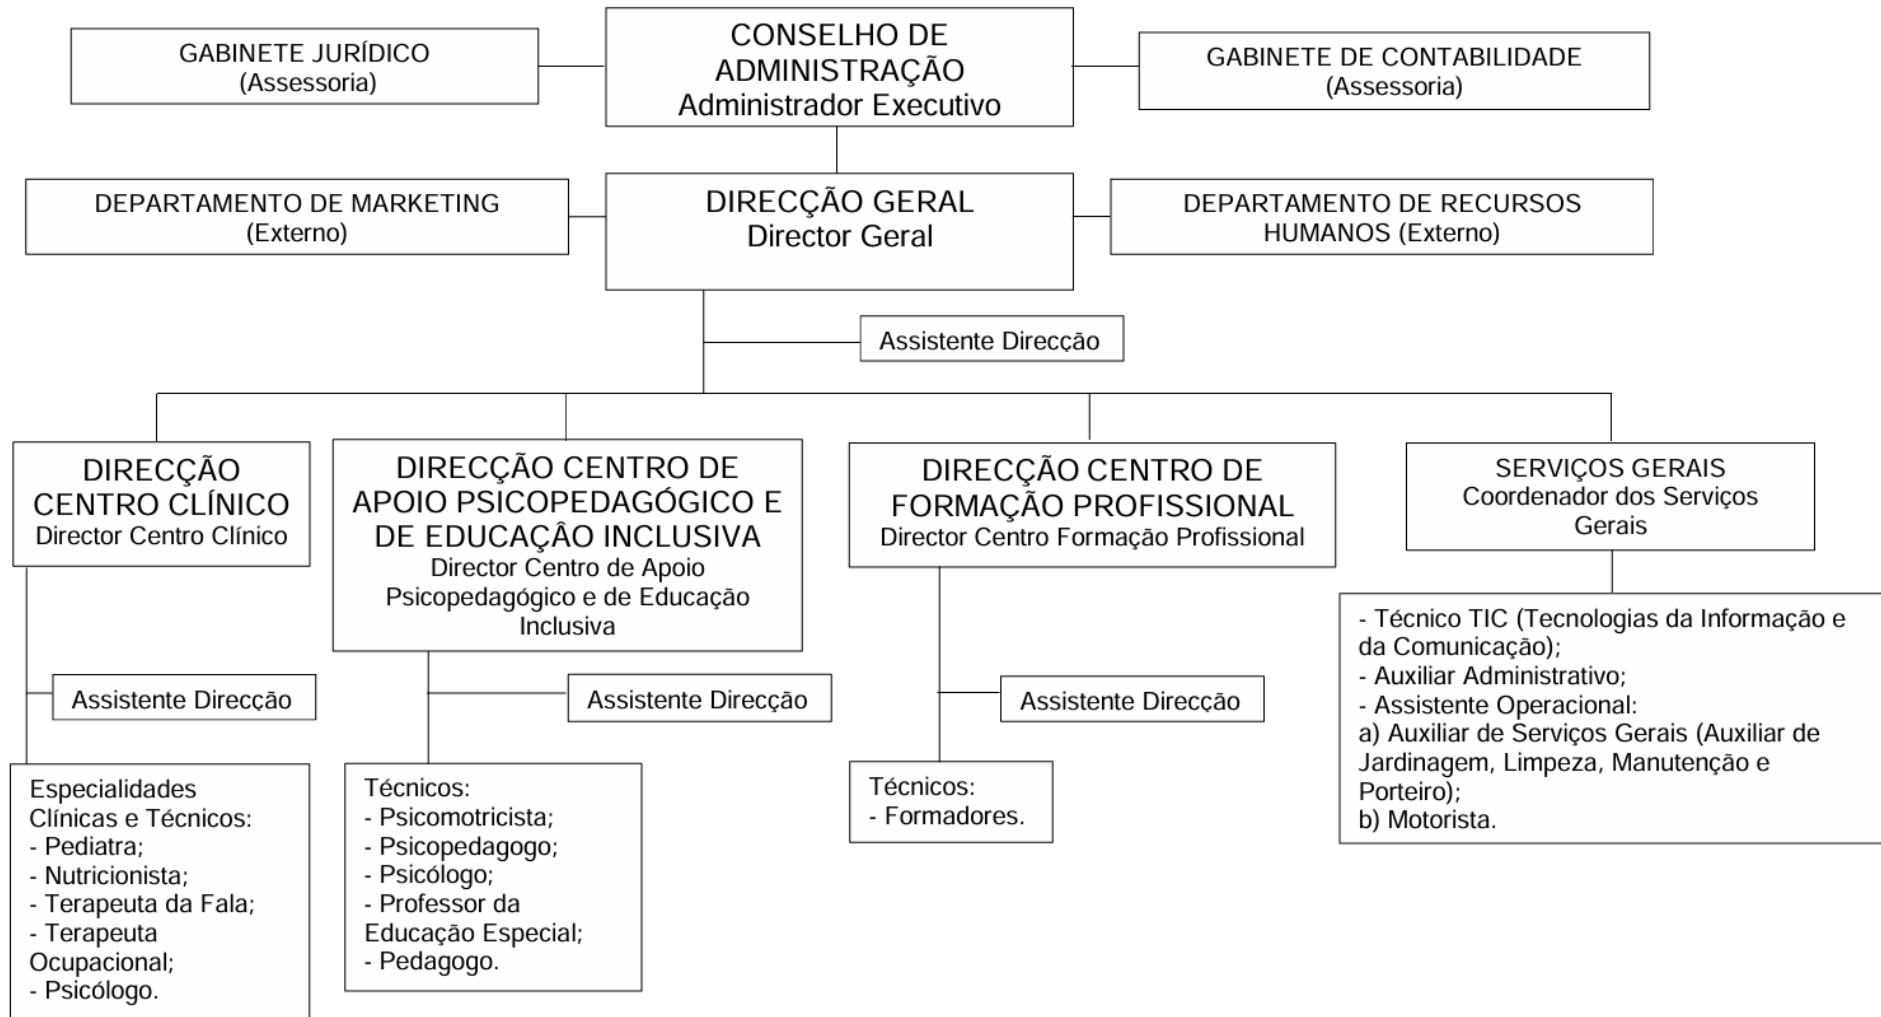 GABINETE JURÍDICO
(Assessoria)
CONSELHO DE
ADMINISTRAÇÃO
Administrador Executivo
GABINETE DE CONTABILIDADE
(Assessoria)
DEPARTAMENTO DE MARKETING
(Externo)
DIRECÇÃO GERAL
Director Geral
DEPARTAMENTO DE RECURSOS
HUMANOS (Externo)
Assistente Direcção
DIRECÇÃO
CENTRO CLÍNICO
Director Centro Clínico
DIRECÇÃO CENTRO DE
APOIO PSICOPEDAGÓGICO E
DE EDUCAÇÂO INCLUSIVA
Director Centro de Apoio
Psicopedagógico e de Educação
Inclusiva
DIRECÇÃO CENTRO DE
FORMAÇÃO PROFISSIONAL
Director Centro Formação Profissional
SERVIÇOS GERAIS
Coordenador dos Serviços
Gerais
Assistente Direcção
Assistente Direcção
Assistente Direcção
Especialidades
Clínicas e Técnicos:
- Pediatra;
- Nutricionista;
- Terapeuta da Fala;
- Terapeuta
Ocupacional;
- Psicólogo.
Técnicos:
- Psicomotricista;
- Psicopedagogo;
- Psicólogo;
- Professor da
Educação Especial;
- Pedagogo.
Técnicos:
- Formadores.
- Técnico TIC (Tecnologias da Informação e
da Comunicação);
- Auxiliar Administrativo;
- Assistente Operacional:
a) Auxiliar de Serviços Gerais (Auxiliar de
Jardinagem, Limpeza, Manutenção e
Porteiro);
b) Motorista.